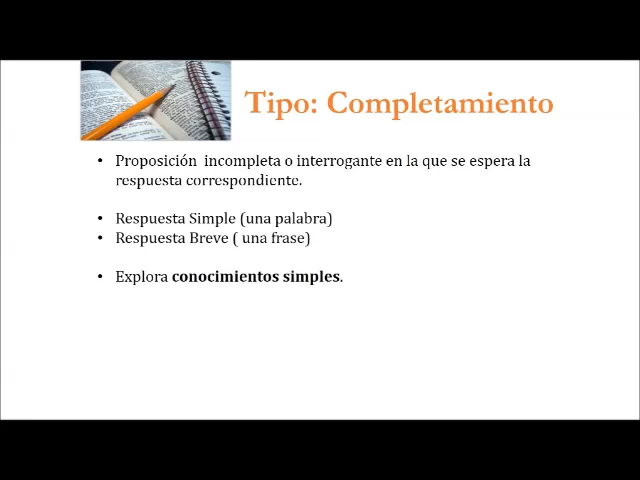 Tipo: Completamiento
• Proposición incompleta o interrogante en la que se espera la
respuesta correspondiente.
• Respuesta Simple (una palabra)
• Respuesta Breve ( una frase)
• Explora conocimientos simples.